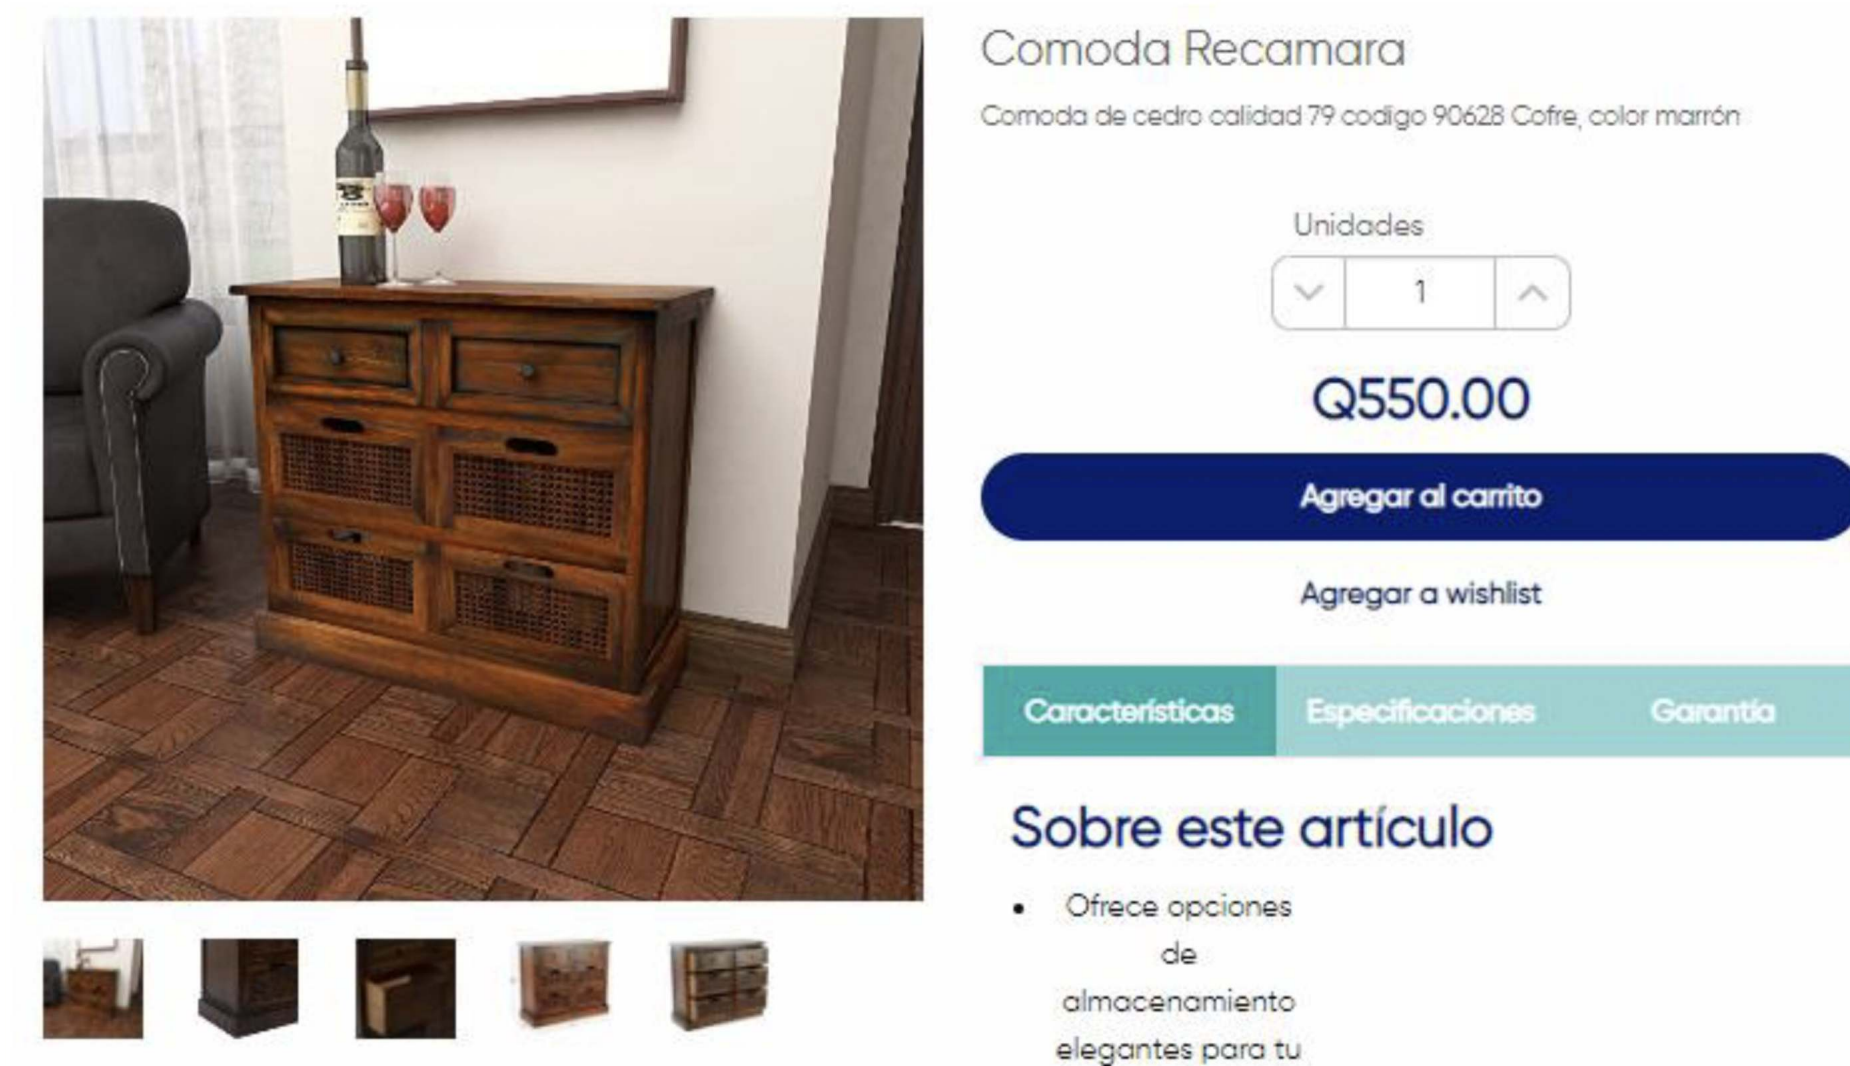 Comoda Recamara
Comoda de cedro calidad 79 codigo 90628 Cofre, color marrón
Unidades
1
Q550.00
Agregar al carrito
Agregar a wishlist
Características Especificaciones Garantía
Sobre este artículo
• Ofrece opciones
de
almacenamiento
elegantes para tu